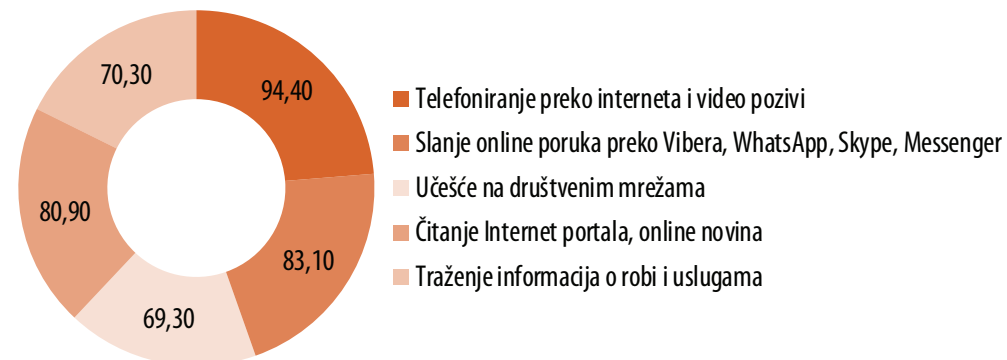 70,30
94,40
80,90
83,10
69,30
Telefoniranje preko interneta i video pozivi
Slanje online poruka preko Vibera, WhatsApp, Skype, Messenger
Učešće na društvenim mrežama
Čitanje Internet portala, online novina
Traženje informacija o robi i uslugama